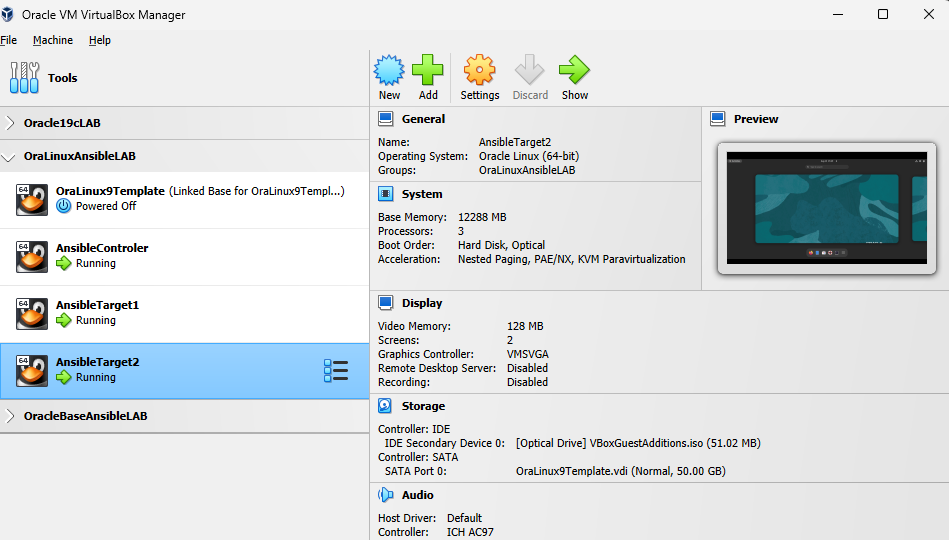 Oracle VM VirtualBox Manager
File Machine Help
Tools
New Add Settings Discard Show
Oracle19cLAB
OraLinuxAnsibleLAB
64
OraLinux9Template (Linked Base for OraLinux9Templ...)
Powered Off
64
AnsibleControler
Running
64
AnsibleTarget1
Running
64
AnsibleTarget2
Running
OracleBaseAnsibleLAB
General
Name: AnsibleTarget2
Operating System: Oracle Linux (64-bit)
Groups: OraLinuxAnsibleLAB
Preview
System
Base Memory: 12288 MB
Processors: 3
Boot Order: Hard Disk, Optical
Acceleration: Nested Paging, PAE/NX, KVM Paravirtualization
Display
Video Memory: 128 MB
Screens: 2
Graphics Controller: VMSVGA
Remote Desktop Server: Disabled
Recording: Disabled
Storage
Controller: IDE
IDE Secondary Device 0: [Optical Drive] VBoxGuestAdditions.iso (51.02 MB)
Controller: SATA
SATA Port 0: OraLinux9Template.vdi (Normal, 50.00 GB)
Audio
Host Driver: Default
Controller: ICH AC97